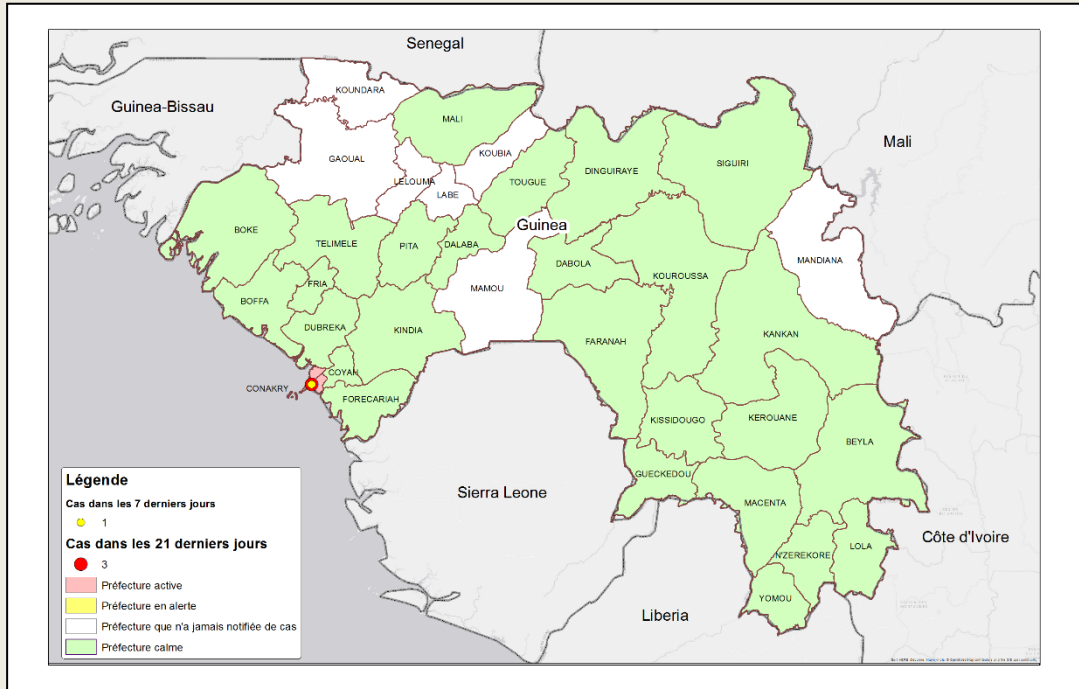 Senegal
Guinea-Bissau
KOUNDARA
MALI
Mali
KOUBIA
SIGUIRI
GAOUAL
DINGUIRAYE
LELOUMA
TOUGUE
LABE
Guinea
BOKE
TELIMELE
PITA
DALABA
MANDIANA
DABOLA
KOUROUSSA
FRIA
MAMOU
BOFFA
DUBREKA
KINDIA
KANKAN
FARANAH
COYAH
CONAKRY
FORECARIAH
KISSIDOUGO
KEROUANE
BEYLA
GUECKEDOU
Sierra Leone
MACENTA
Côte d'Ivoire
N'ZEREKORE
LOLA
YOMOU
Liberia
Légende
Cas dans les 7 derniers jours
1
Cas dans les 21 derniers jours
3
Préfecture active
Préfecture en alerte
Préfecture que n'a jamais notifiée de cas
Préfecture calme